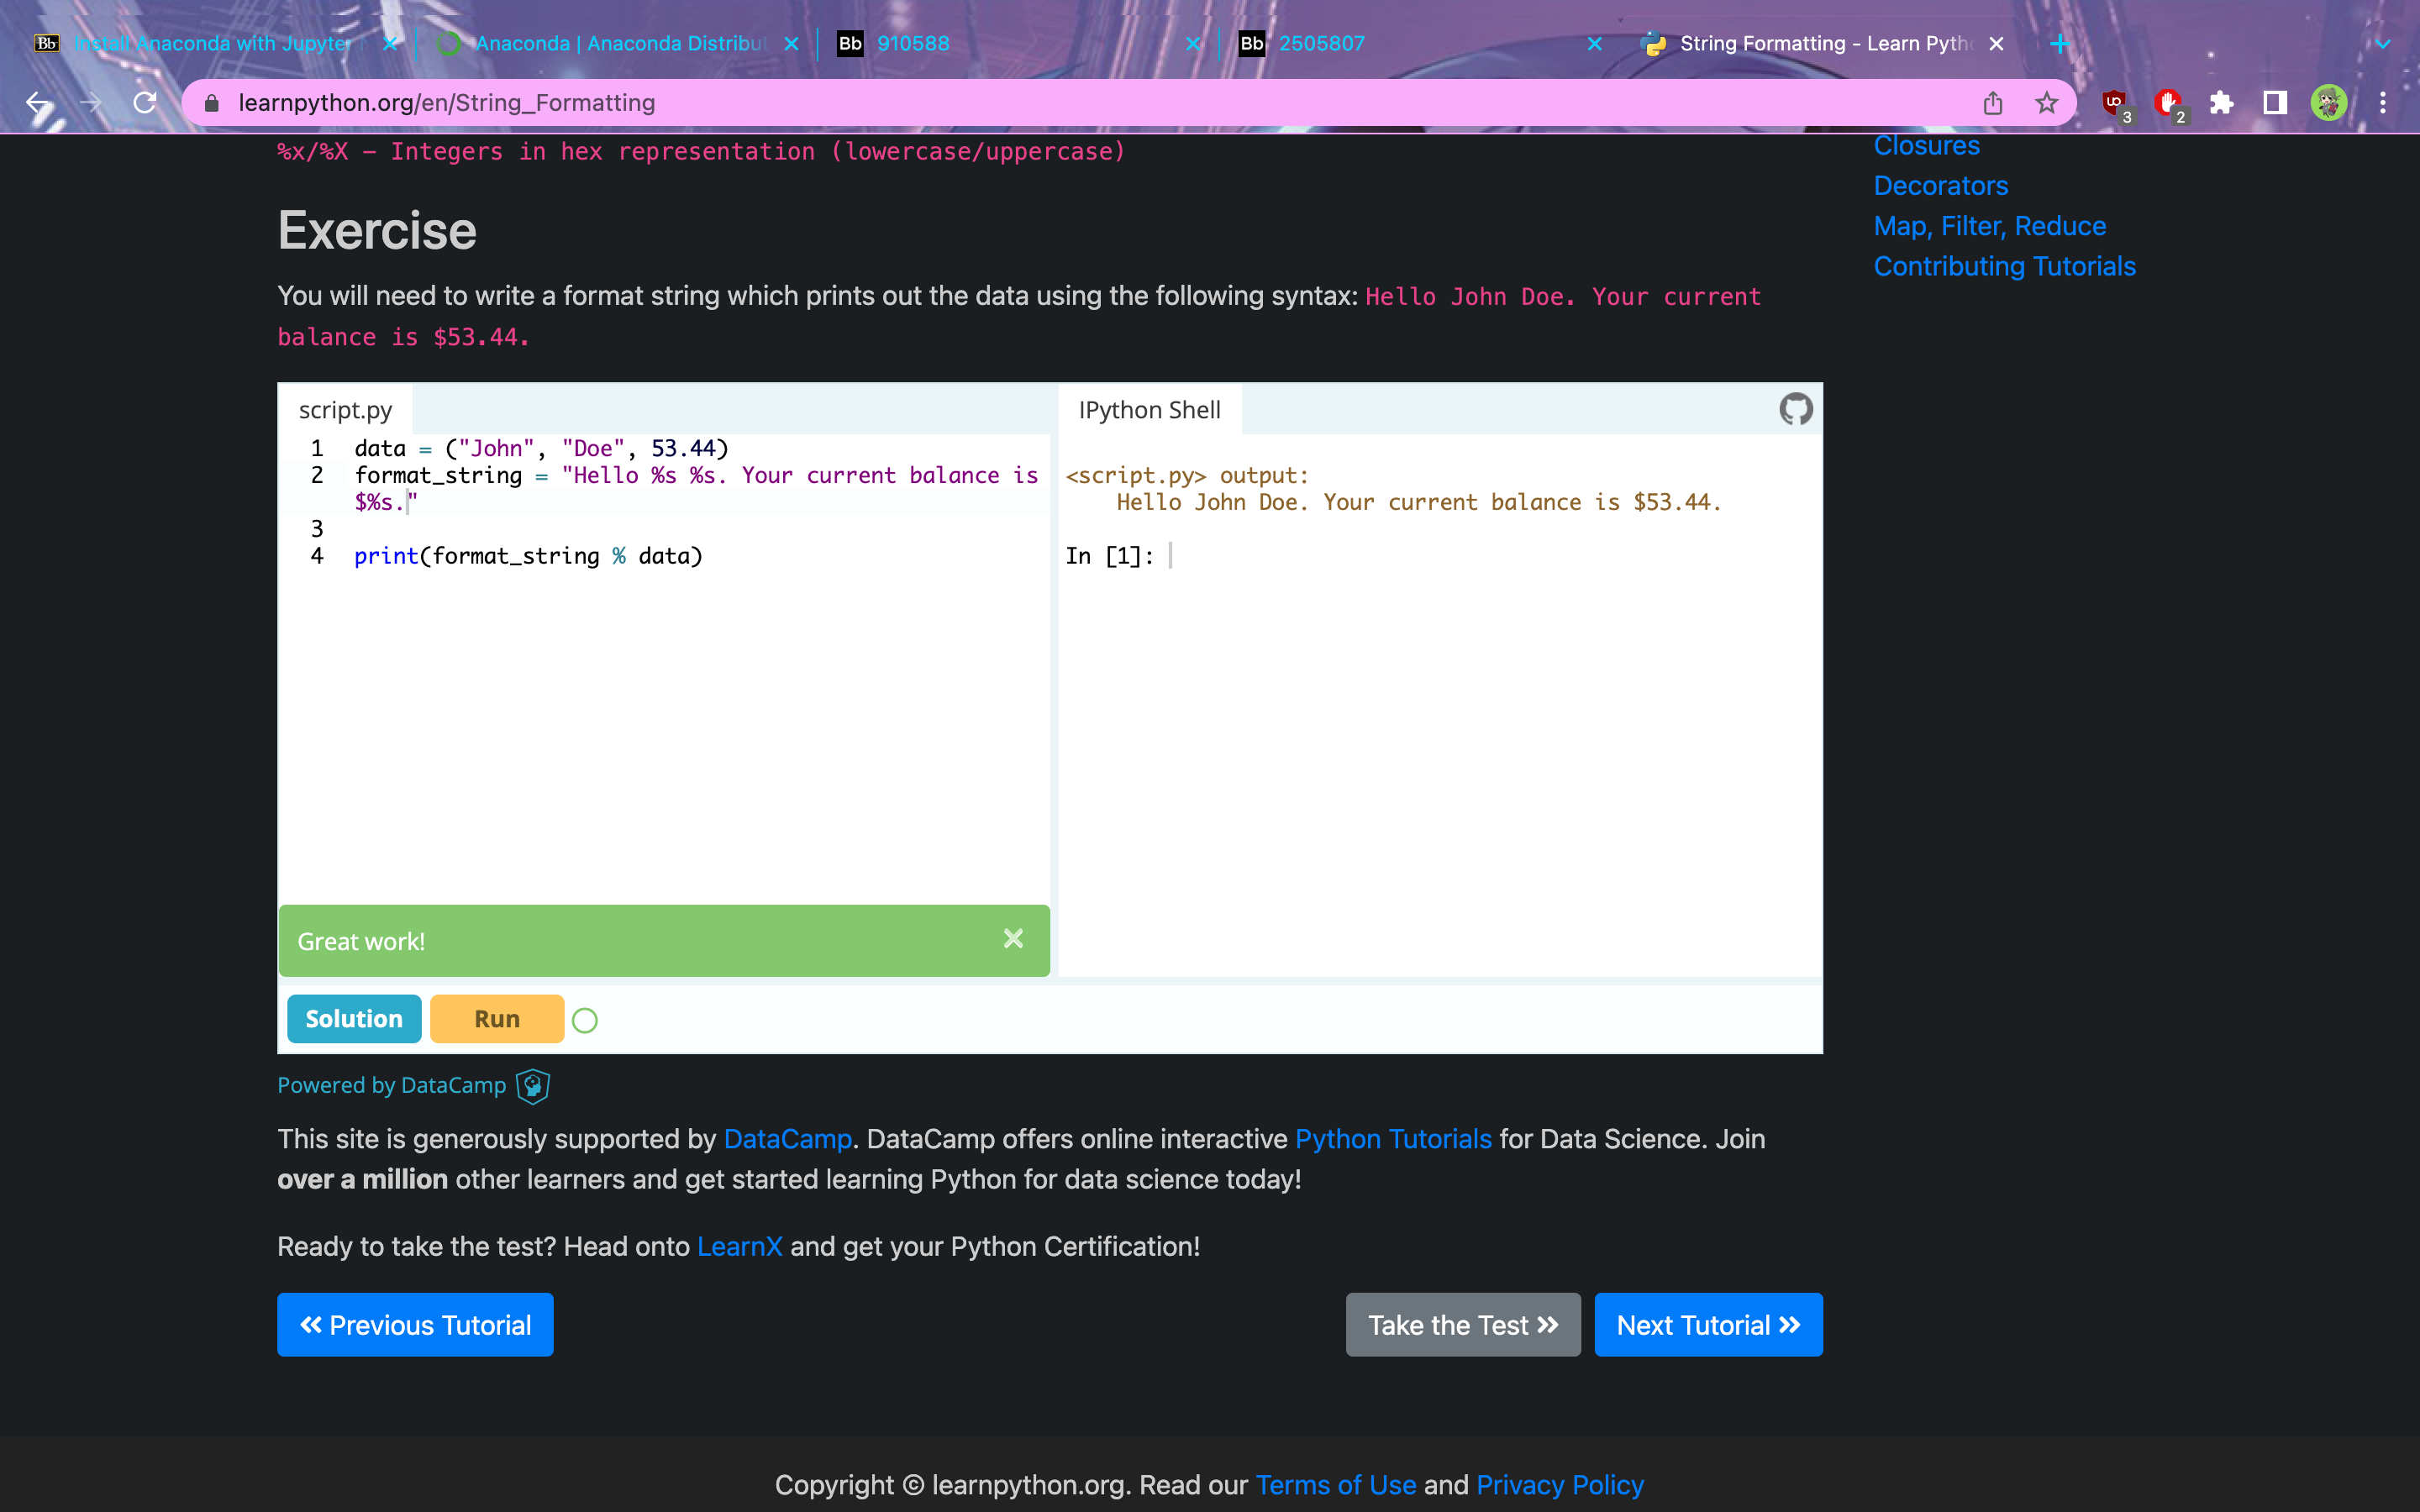 Bb Install Anaconda with Jupyter
Anaconda | Anaconda Distribut
Bb 910588
Bb 2505807
String Formatting - Learn Pytho
learnpython.org/en/String_Formatting
3
2
%x/%X - Integers in hex representation (lowercase/uppercase)
Closures
Decorators
Map, Filter, Reduce
Contributing Tutorials
Exercise
You will need to write a format string which prints out the data using the following syntax: Hello John Doe. Your current
balance is $53.44.
script.py
1 data = ("John", "Doe", 53.44)
2 format_string = "Hello %s %s. Your current balance is
$%s."
3
4 print(format_string % data)
IPython Shell
<script.py> output:
Hello John Doe. Your current balance is $53.44.
In [1]:
Great work!
Solution Run
Powered by DataCamp
This site is generously supported by DataCamp. DataCamp offers online interactive Python Tutorials for Data Science. Join
over a million other learners and get started learning Python for data science today!
Ready to take the test? Head onto LearnX and get your Python Certification!
Previous Tutorial
Take the Test
Next Tutorial
Copyright © learnpython.org. Read our Terms of Use and Privacy Policy